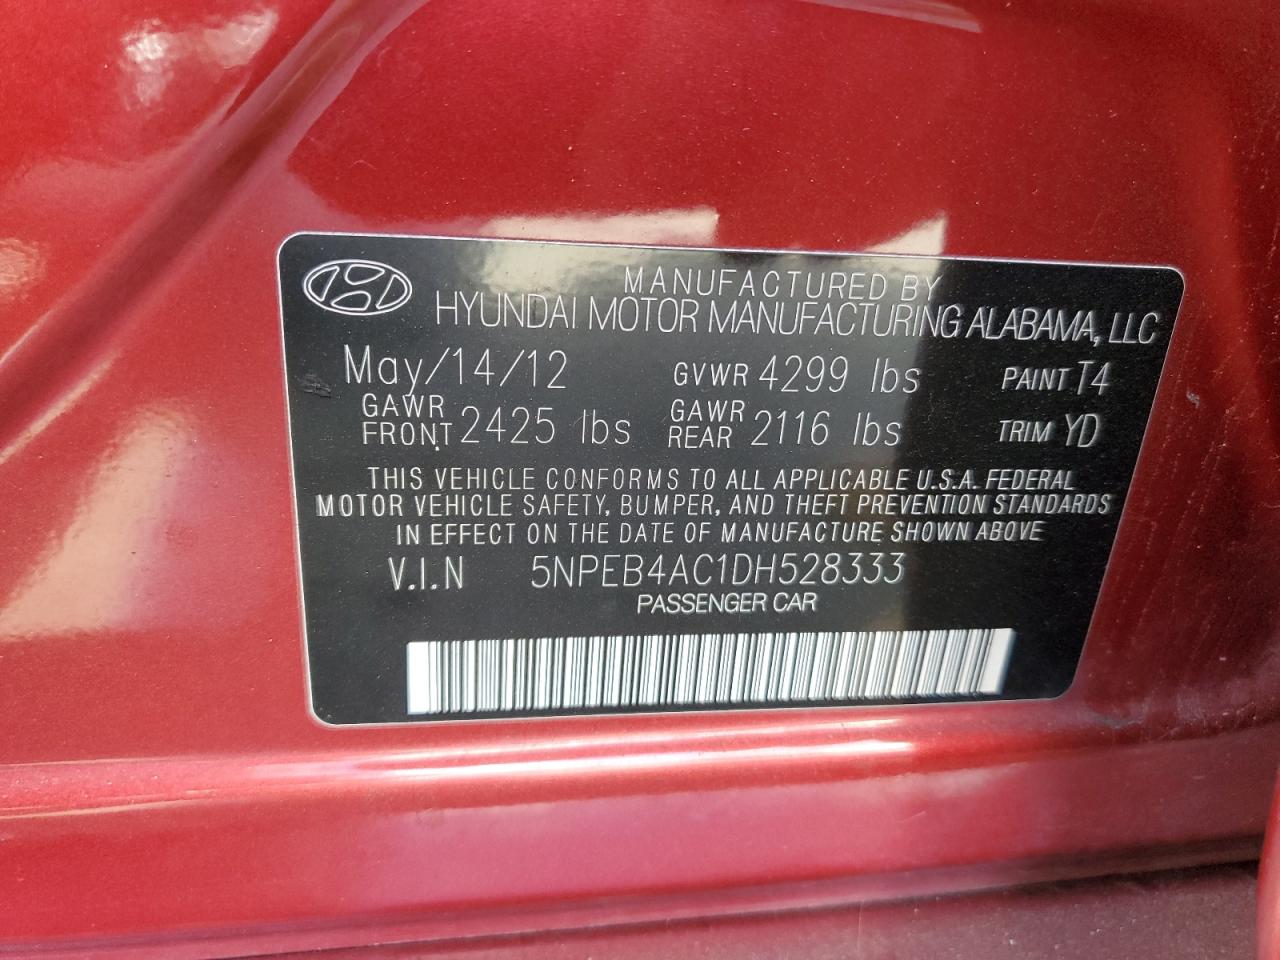 MANUFACTURED BY
HYUNDAI MOTOR MANUFACTURING ALABAMA, LLC
May/14/12 GVWR 4299 lbs PAINT T4
GAWR FRONT 2425 lbs GAWR REAR 2116 lbs TRIM YD
THIS VEHICLE CONFORMS TO ALL APPLICABLE U.S.A. FEDERAL
MOTOR VEHICLE SAFETY, BUMPER, AND THEFT PREVENTION STANDARDS
IN EFFECT ON THE DATE OF MANUFACTURE SHOWN ABOVE
V.I.N 5NPEB4AC1DH528333
PASSENGER CAR